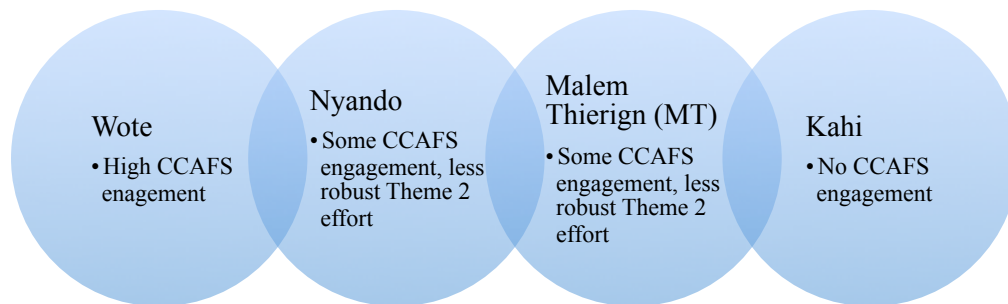 Wote
• High CCAFS
enagement
Nyando
• Some CCAFS
engagement, less
robust Theme 2
effort
Malem
Thierign (MT)
• Some CCAFS
engagement, less
robust Theme 2
effort
Kahi
• No CCAFS
engagement